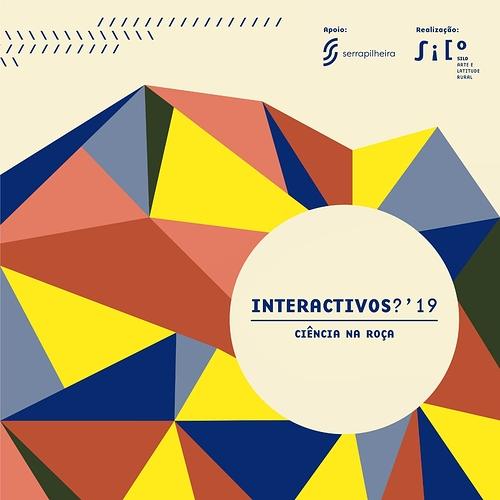 Apoio:
serrapilheira
Realização:
SILO
SILO
ARTE E
LATITUDE
RURAL
INTERACTIVOS?'19
CIÊNCIA NA ROÇA